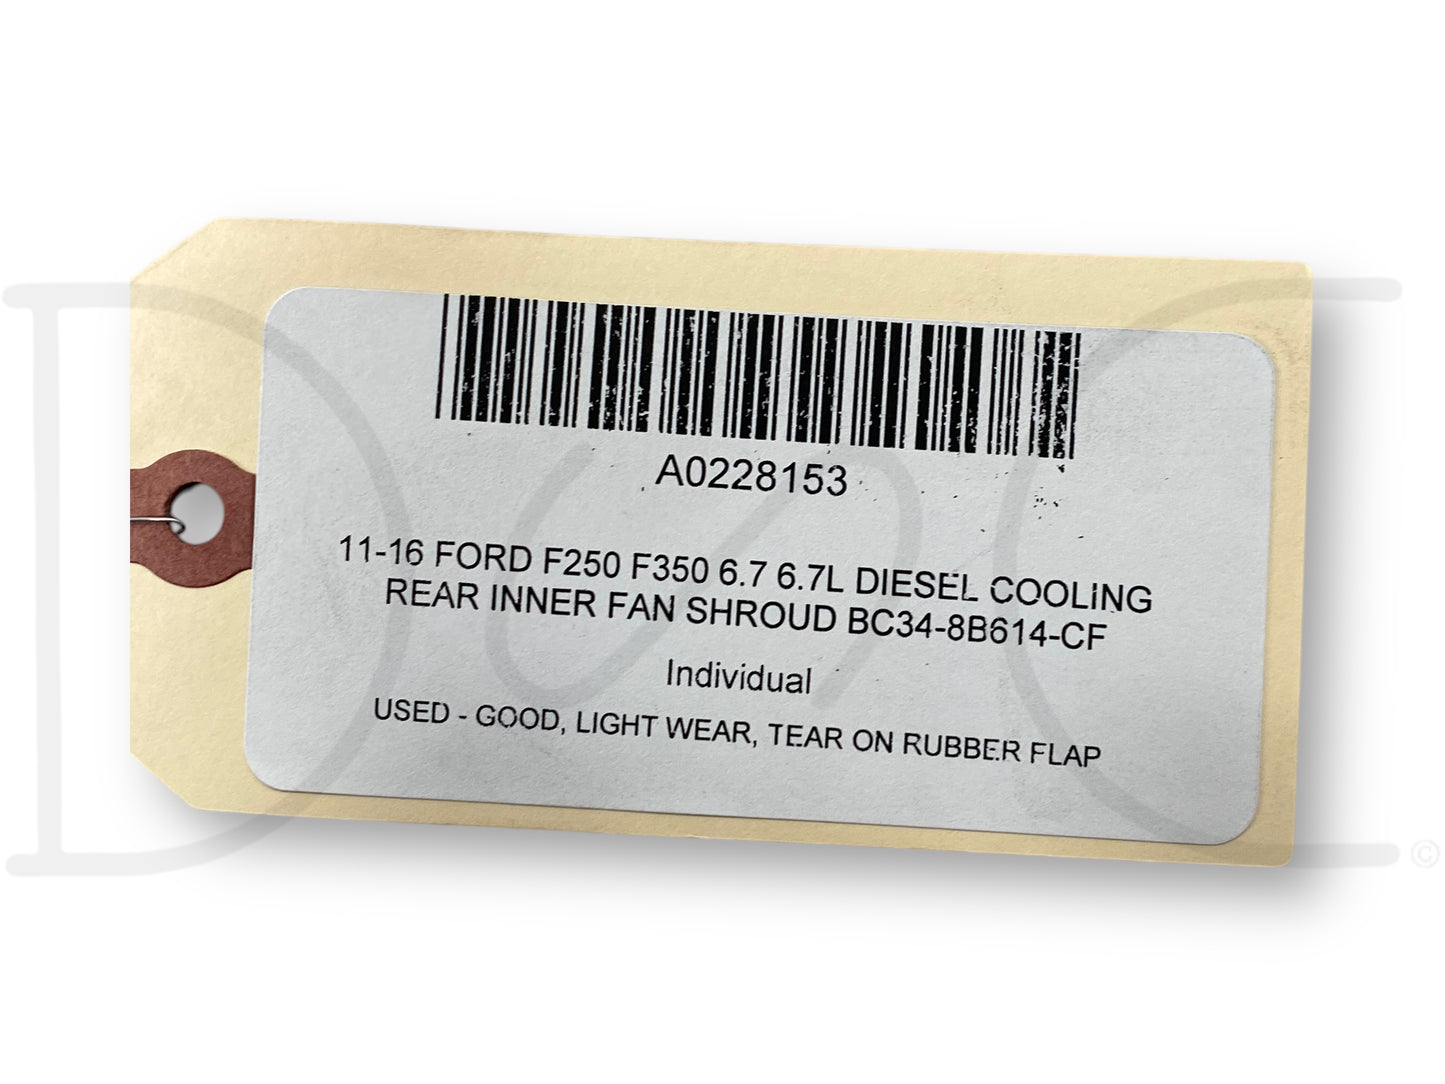 A0228153
11-16 FORD F250 F350 6.7 6.7L DIESEL COOLING
REAR INNER FAN SHROUD BC34-8B614-CF
Individual
USED - GOOD, LIGHT WEAR, TEAR ON RUBBER FLAP
©